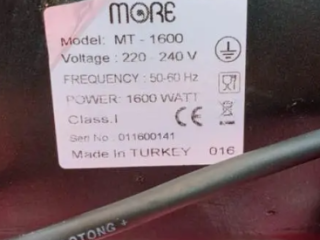 MORE
Model: MT - 1600
Voltage : 220 - 240 V
FREQUENCY : 50-60 Hz
POWER: 1600 WATT
Class.I
CE
Seri No : 011600141
Made In TURKEY 016
OTONG +